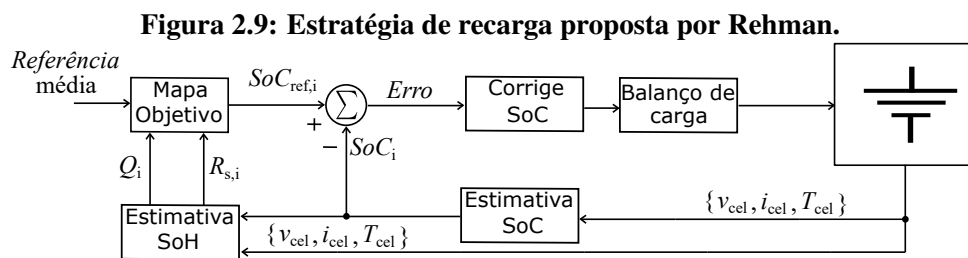 Figura 2.9: Estratégia de recarga proposta por Rehman.
Referência
média
Mapa
Objetivo
SoC_ref,i
+
Σ
−
Erro
Corrige
SoC
Balanço de
carga
SoC_i
Q_i
R_s,i
Estimativa
SoH
Estimativa
SoC
{v_cel, i_cel, T_cel}
{v_cel, i_cel, T_cel}